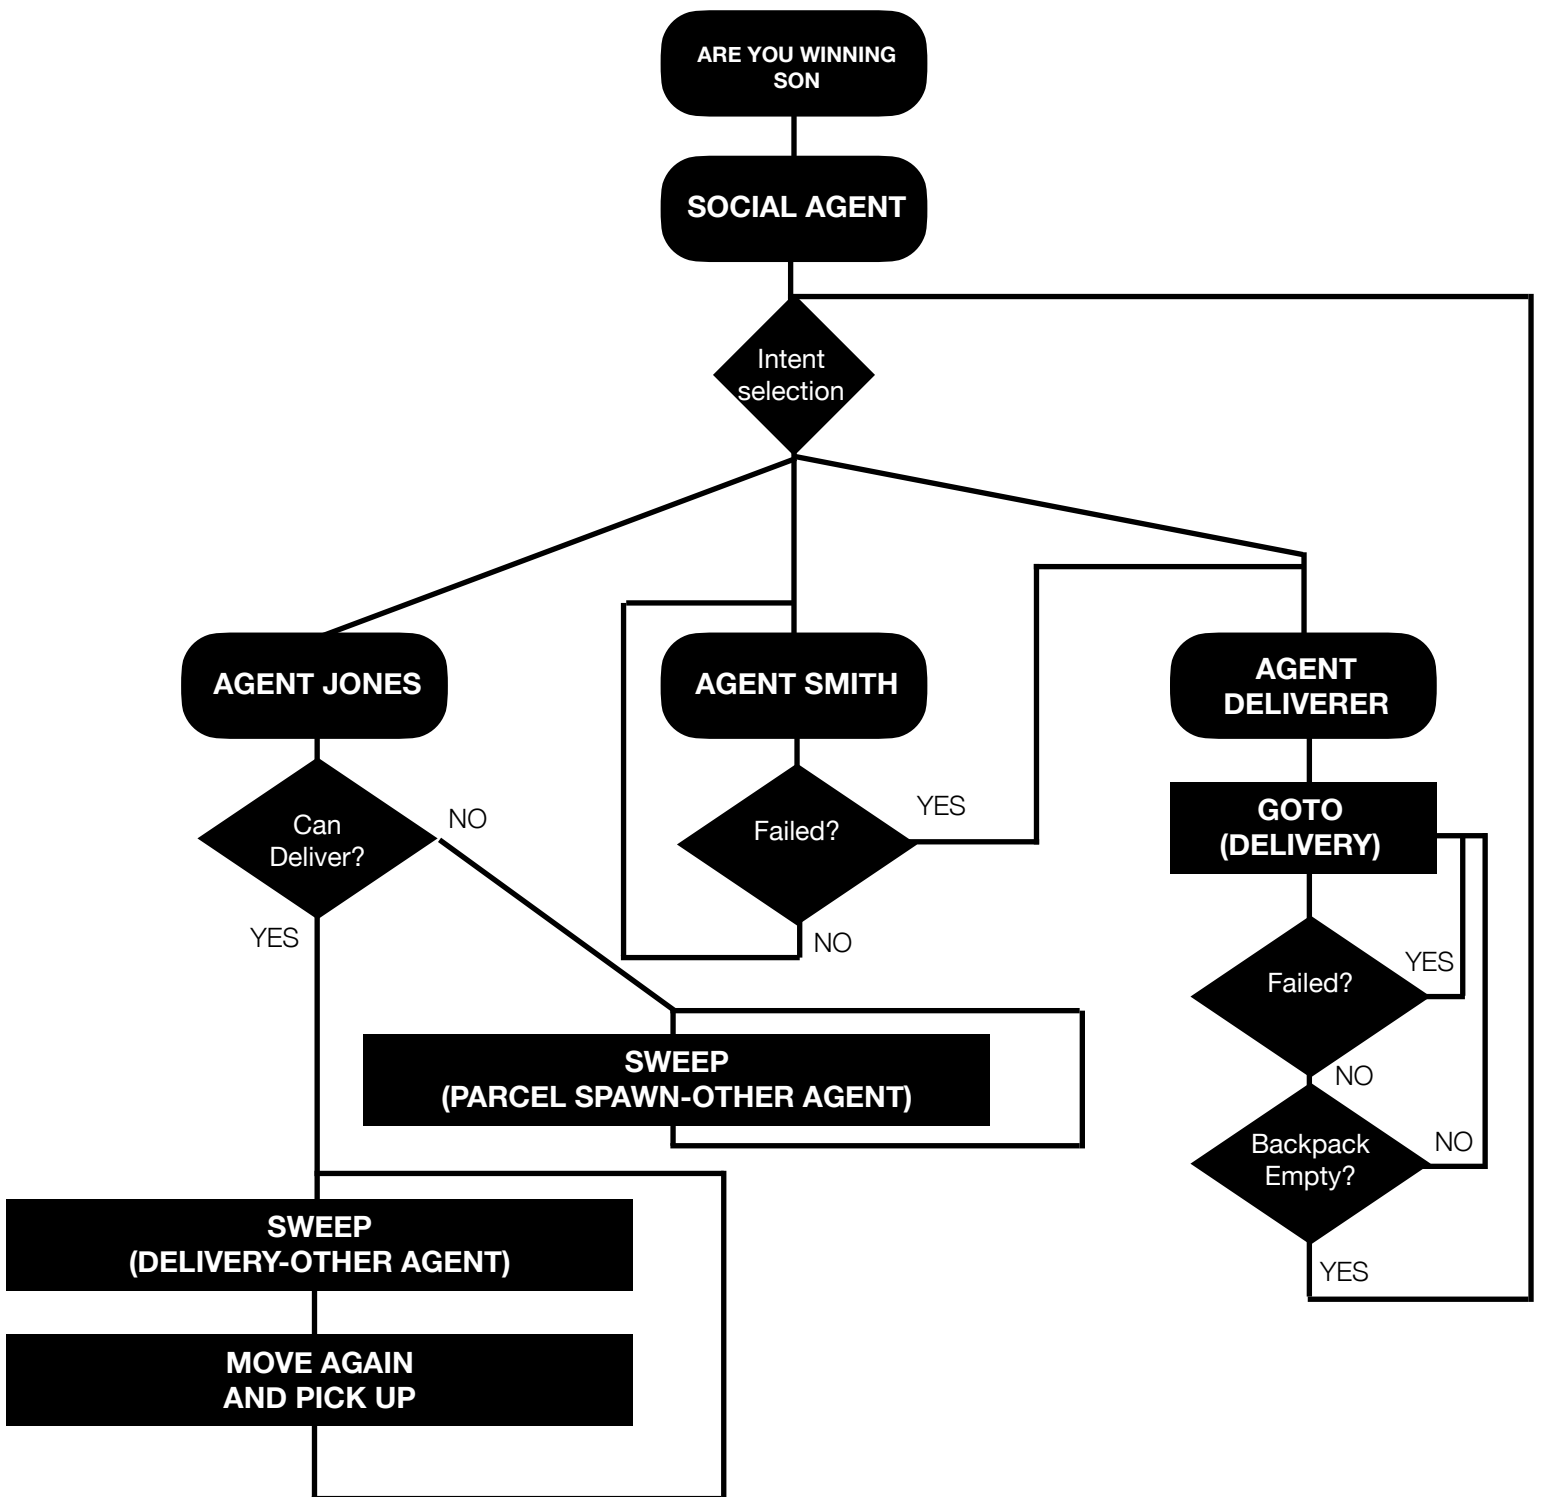 ARE YOU WINNING
SON
SOCIAL AGENT
Intent
selection
AGENT JONES
AGENT SMITH
AGENT
DELIVERER
Can
Deliver?
NO
YES
Failed?
YES
NO
GOTO
(DELIVERY)
Failed?
YES
NO
Backpack
Empty?
NO
YES
SWEEP
(PARCEL SPAWN-OTHER AGENT)
SWEEP
(DELIVERY-OTHER AGENT)
MOVE AGAIN
AND PICK UP